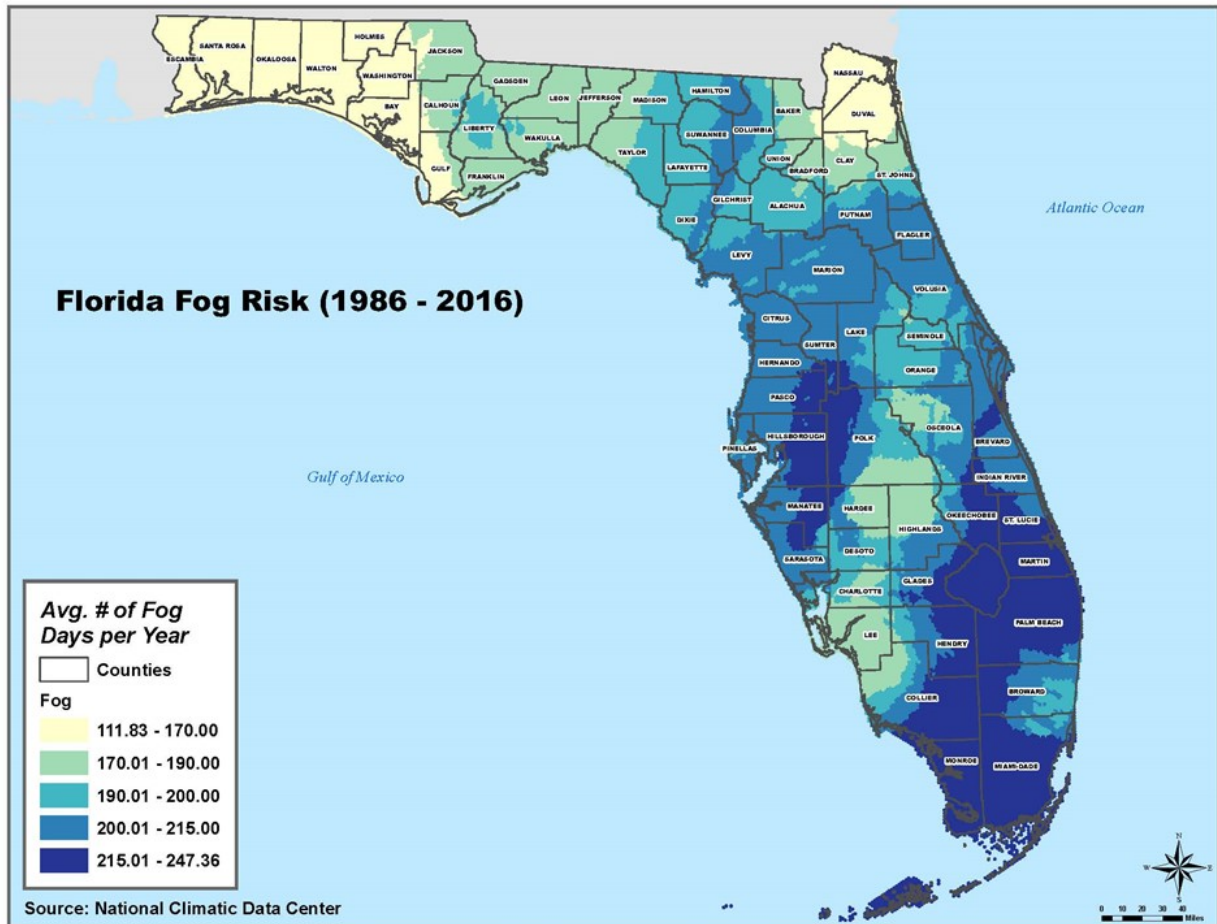 HOLMES
SANTA ROSA
JACKSON
ESCAMBIA
OKALOOSA
WALTON
WASHINGTON
NASSAU
GADSDEN
HAMILTON
BAY
CALHOUN
LEON
JEFFERSON
MADISON
BAKER
DUVAL
LIBERTY
SUWANNEE
COLUMBIA
WAKULLA
TAYLOR
UNION
CLAY
GULF
FRANKLIN
LAFAYETTE
BRADFORD
ST. JOHNS
GILCHRIST
ALACHUA
Atlantic Ocean
DIXIE
PUTNAM
FLAGLER
LEVY
MARION
Florida Fog Risk (1986 - 2016)
VOLUSIA
CITRUS
LAKE
SUMTER
SEMINOLE
HERNANDO
ORANGE
PASCO
OSCEOLA
HILLSBOROUGH
POLK
BREVARD
PINELLAS
Gulf of Mexico
INDIAN RIVER
MANATEE
HARDEE
OKEECHOBEE
ST. LUCIE
HIGHLANDS
DESOTO
SARASOTA
MARTIN
GLADES
CHARLOTTE
PALM BEACH
LEE
HENDRY
BROWARD
COLLIER
MONROE
MIAMI-DADE
Avg. # of Fog
Days per Year
Counties
Fog
111.83 - 170.00
170.01 - 190.00
190.01 - 200.00
200.01 - 215.00
215.01 - 247.36
Source: National Climatic Data Center
N
W
E
S
0 10 20 30 40
Miles